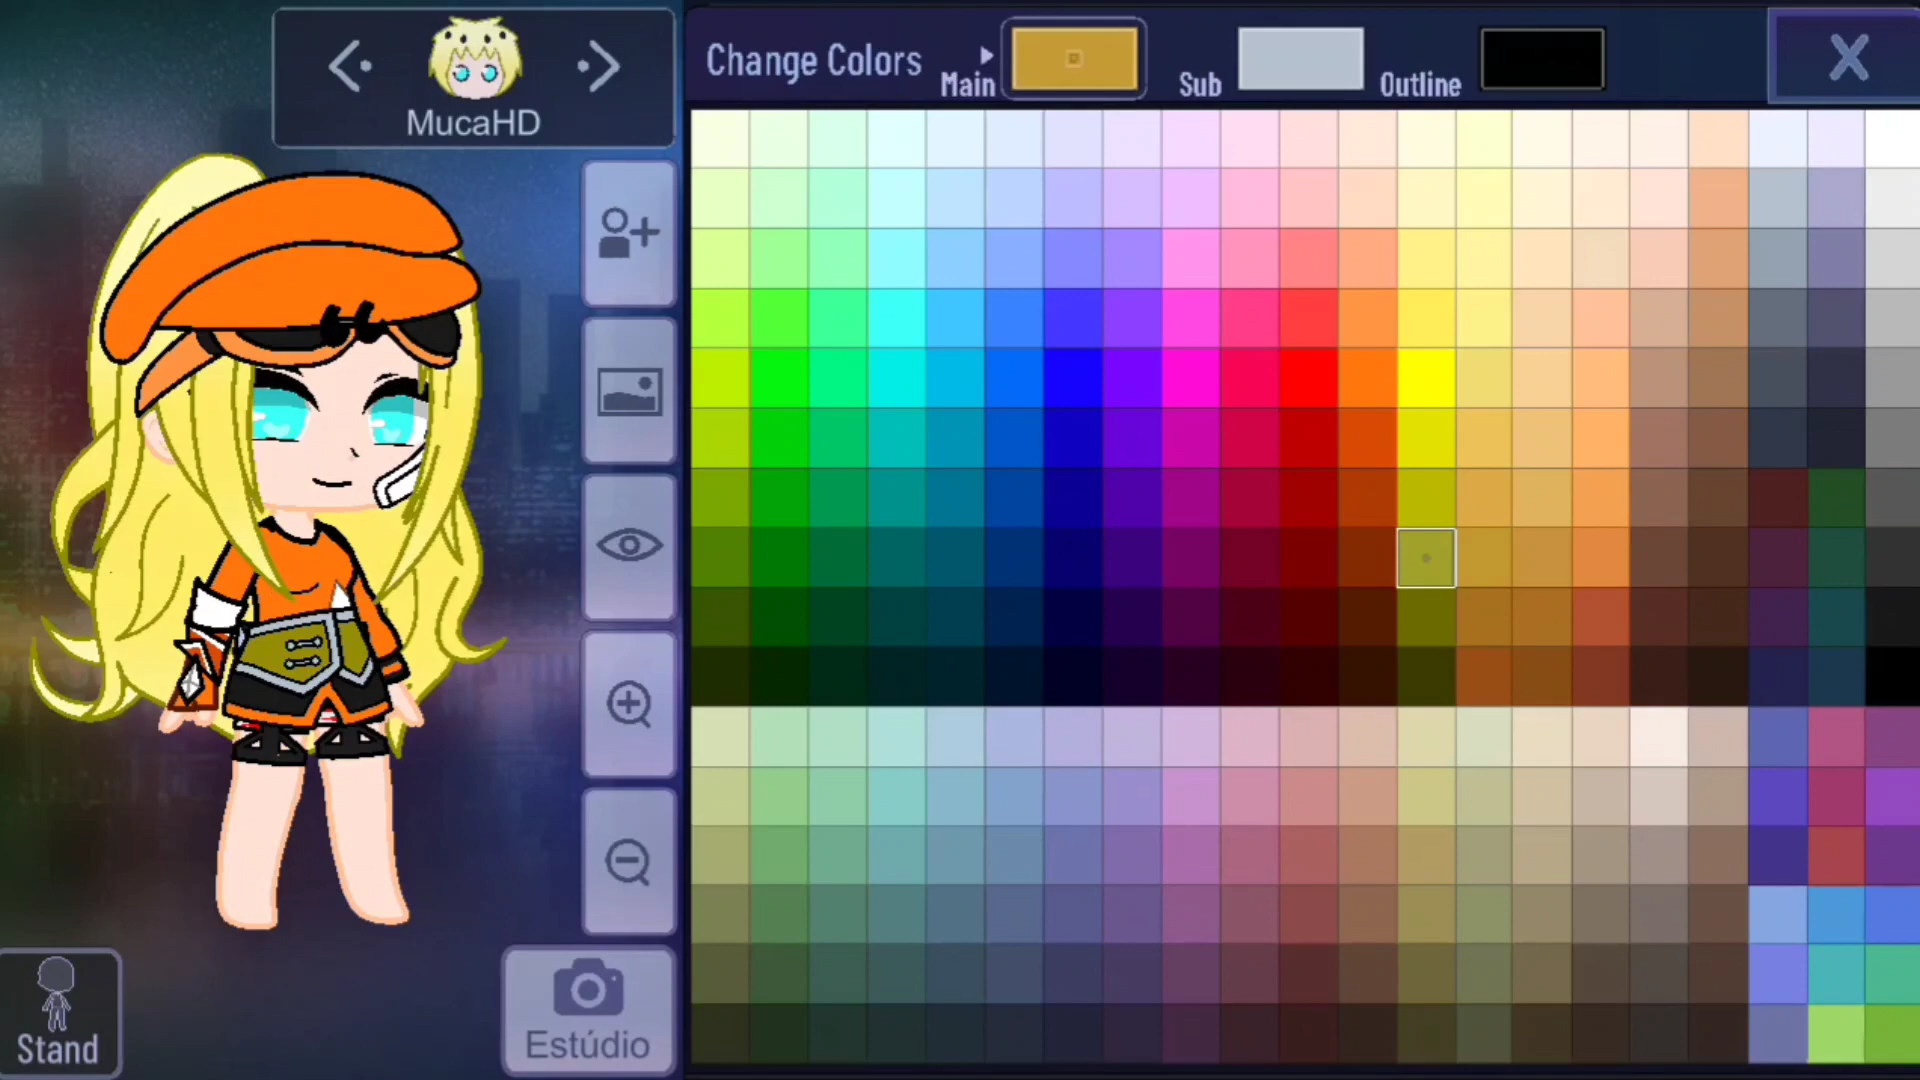 MucaHD
Change Colors
Main
Sub
Outline
X
Stand
Estúdio